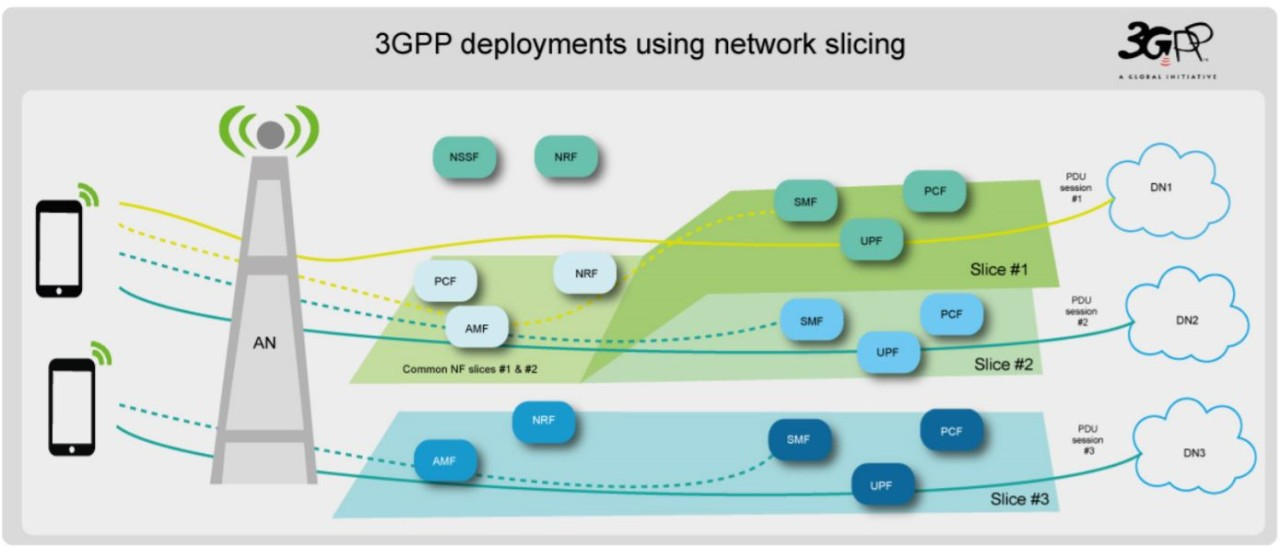 3GPP deployments using network slicing
3GPP
A GLOBAL INITIATIVE
NSSF
NRF
SMF
PCF
UPF
PDU
session
#1
DN1
Slice #1
PCF
NRF
AMF
Common NF slices #1 & #2
SMF
PCF
UPF
PDU
session
#2
DN2
Slice #2
AN
NRF
AMF
SMF
PCF
UPF
PDU
session
#3
DN3
Slice #3